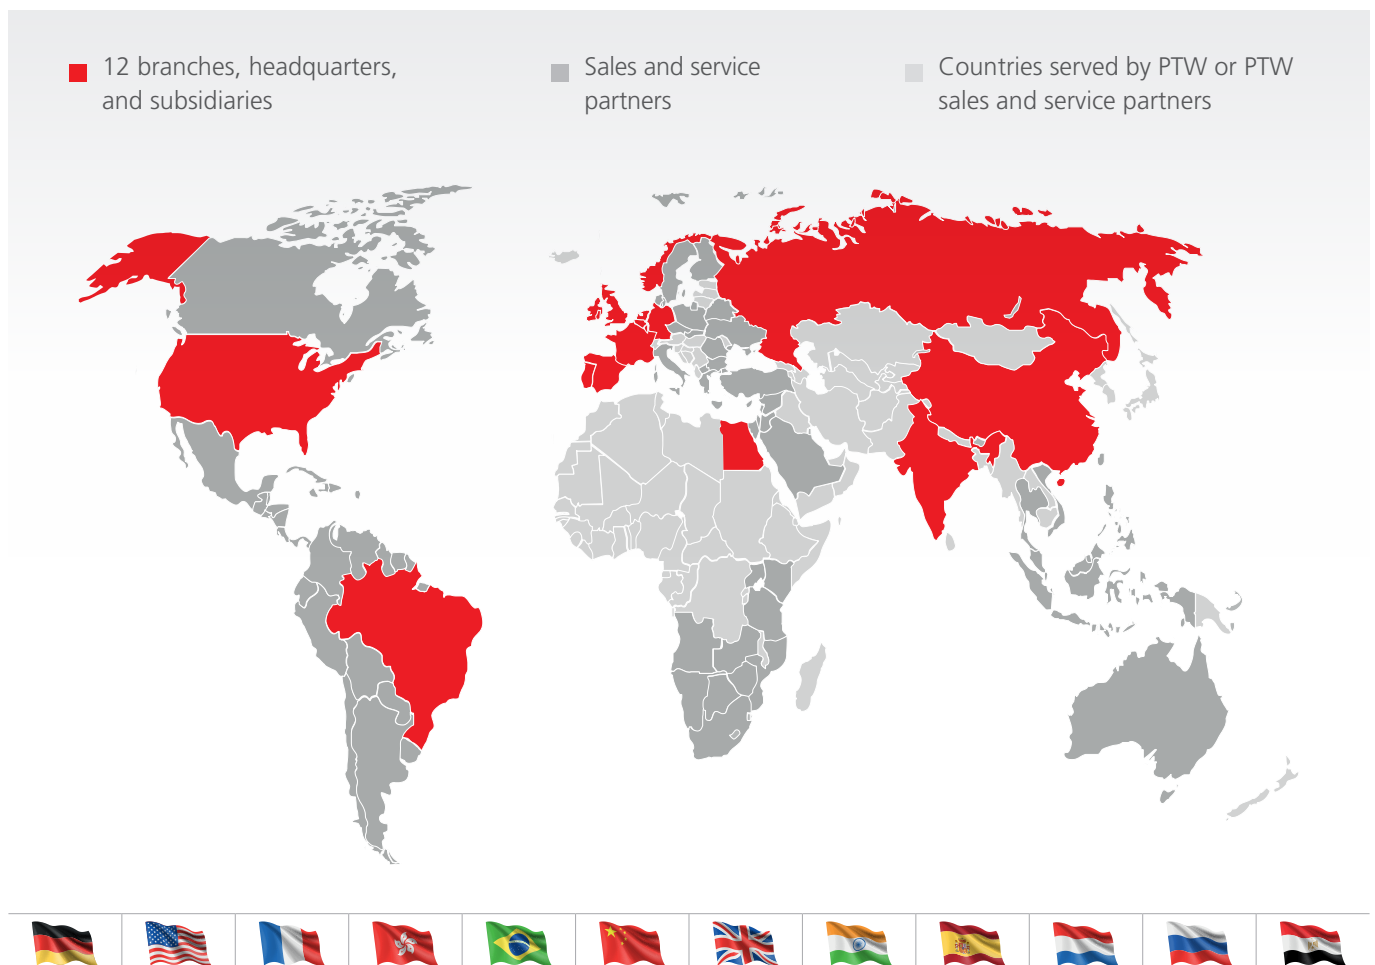 12 branches, headquarters,
and subsidiaries
Sales and service
partners
Countries served by PTW or PTW
sales and service partners